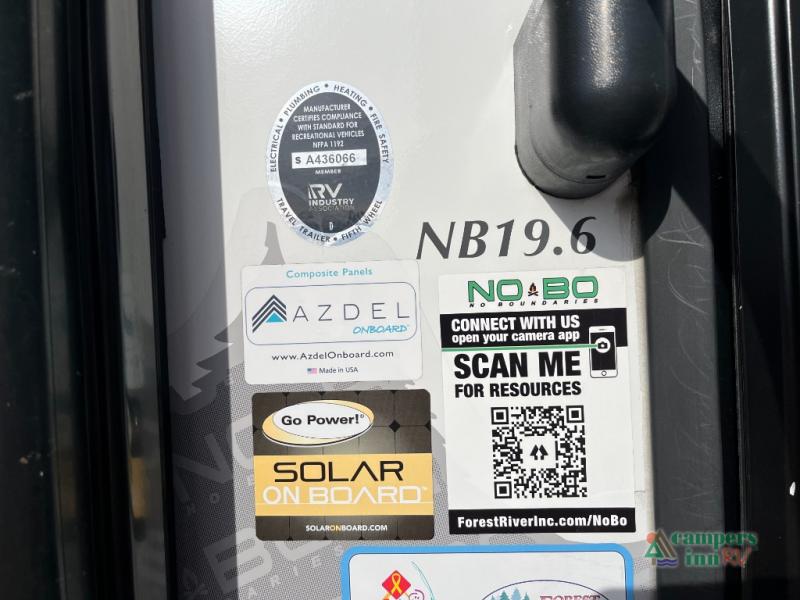 ELECTRICAL • PLUMBING • HEATING • FIRE SAFETY
MANUFACTURER
CERTIFIES COMPLIANCE
WITH STANDARD FOR
RECREATIONAL VEHICLES
NFPA 1192
S A436066
MEMBER
RV
INDUSTRY
ASSOCIATION
D
TRAVEL TRAILER • FIFTH WHEEL
NB19.6
Composite Panels
AZDEL
ONBOARD™
www.AzdelOnboard.com
Made in USA
NOBO
NO BOUNDARIES
CONNECT WITH US
open your camera app
SCAN ME
FOR RESOURCES
ForestRiverInc.com/NoBo
Go Power!®
SOLAR
ON BOARD™
SOLARONBOARD.COM
FOREST
campers
inn RV